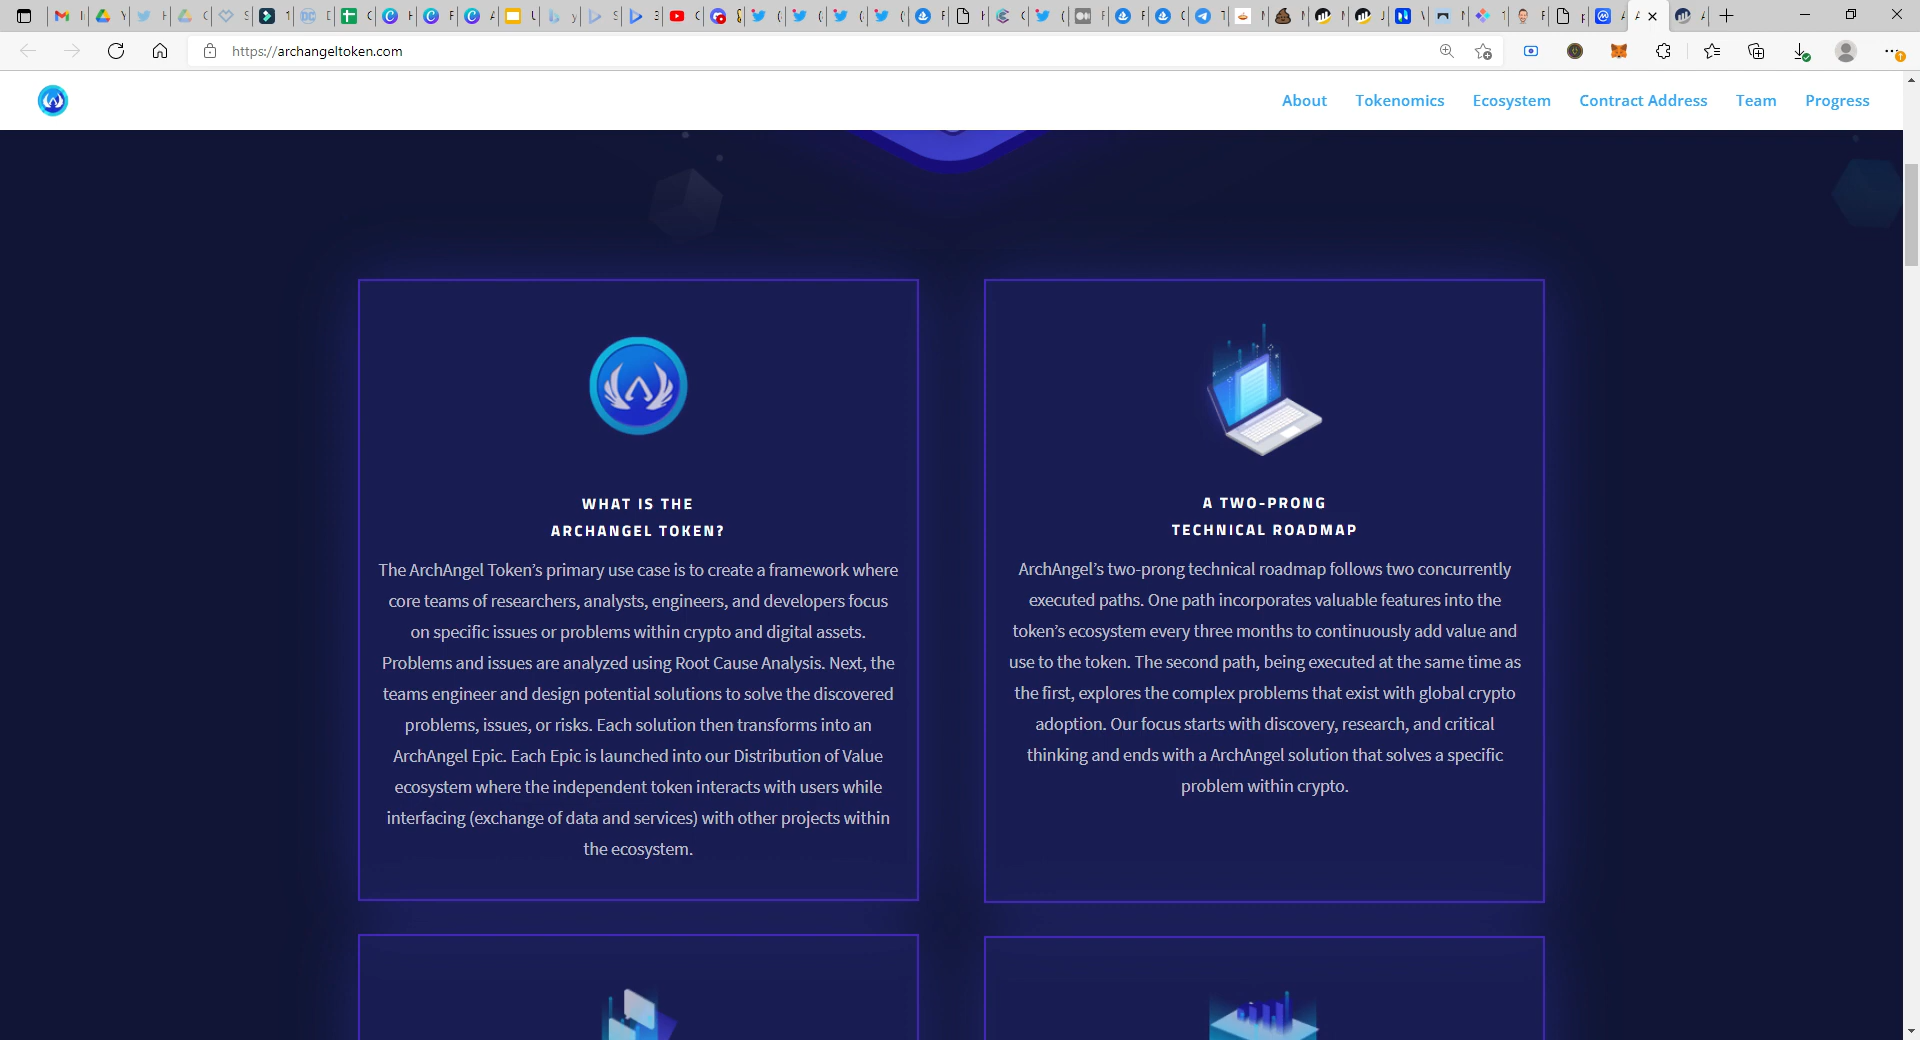 https://archangeltoken.com
About Tokenomics Ecosystem Contract Address Team Progress
WHAT IS THE
ARCHANGEL TOKEN?
The ArchAngel Token’s primary use case is to create a framework where
core teams of researchers, analysts, engineers, and developers focus
on specific issues or problems within crypto and digital assets.
Problems and issues are analyzed using Root Cause Analysis. Next, the
teams engineer and design potential solutions to solve the discovered
problems, issues, or risks. Each solution then transforms into an
ArchAngel Epic. Each Epic is launched into our Distribution of Value
ecosystem where the independent token interacts with users while
interfacing (exchange of data and services) with other projects within
the ecosystem.
A TWO-PRONG
TECHNICAL ROADMAP
ArchAngel’s two-prong technical roadmap follows two concurrently
executed paths. One path incorporates valuable features into the
token’s ecosystem every three months to continuously add value and
use to the token. The second path, being executed at the same time as
the first, explores the complex problems that exist with global crypto
adoption. Our focus starts with discovery, research, and critical
thinking and ends with a ArchAngel solution that solves a specific
problem within crypto.